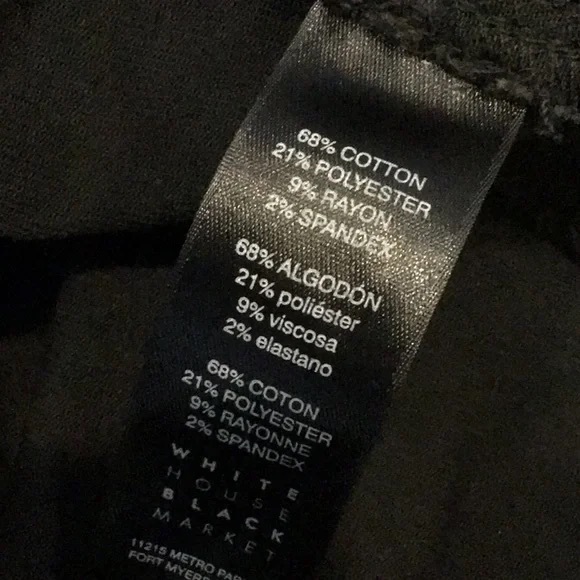 68% COTTON
21% POLYESTER
9% RAYON
2% SPANDEX
68% ALGODÓN
21% poliéster
9% viscosa
2% elastano
68% COTON
21% POLYESTER
9% RAYONNE
2% SPANDEX
WHITE
HOUSE
BLACK
MARKET
11215 METRO
FORT